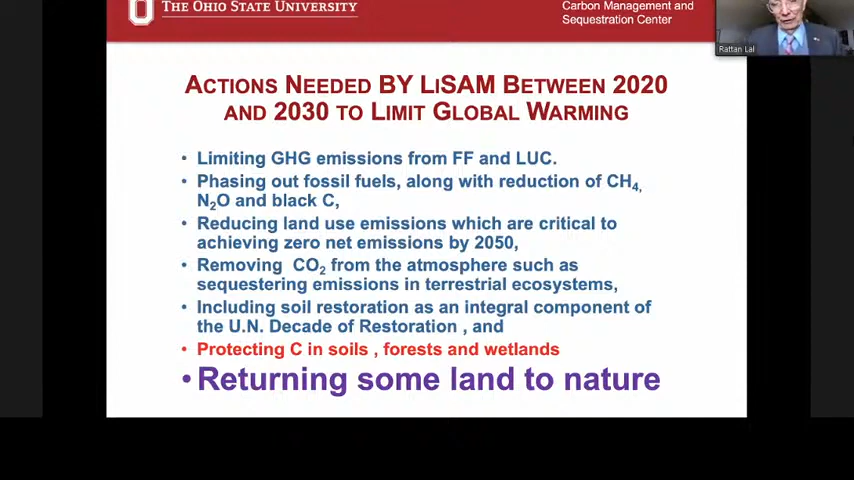 THE OHIO STATE UNIVERSITY
Carbon Management and
Sequestration Center
Rattan Lal
ACTIONS NEEDED BY LISAM BETWEEN 2020
AND 2030 TO LIMIT GLOBAL WARMING
• Limiting GHG emissions from FF and LUC.
• Phasing out fossil fuels, along with reduction of CH₄,
N₂O and black C,
• Reducing land use emissions which are critical to
achieving zero net emissions by 2050,
• Removing CO₂ from the atmosphere such as
sequestering emissions in terrestrial ecosystems,
• Including soil restoration as an integral component of
the U.N. Decade of Restoration , and
• Protecting C in soils , forests and wetlands
• Returning some land to nature